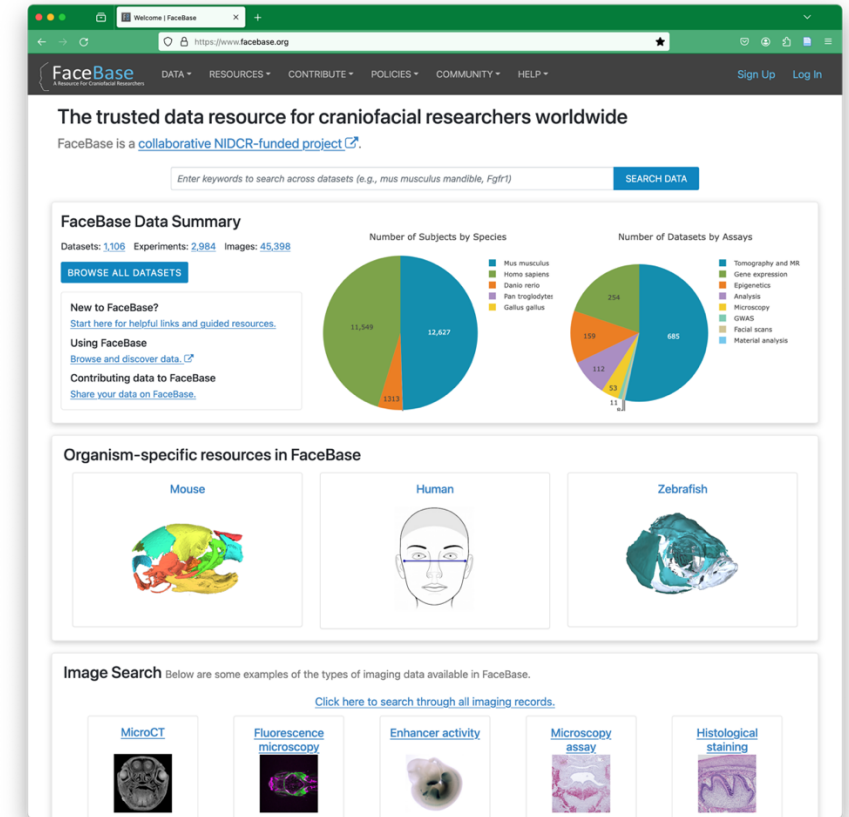 Welcome | FaceBase
https://www.facebase.org
FaceBase
A Resource For Craniofacial Researchers
DATA RESOURCES CONTRIBUTE POLICIES COMMUNITY HELP
Sign Up Log In
The trusted data resource for craniofacial researchers worldwide
FaceBase is a collaborative NIDCR-funded project.
Enter keywords to search across datasets (e.g., mus musculus mandible, Fgfr1)
SEARCH DATA
FaceBase Data Summary
Datasets: 1,106 Experiments: 2,984 Images: 45,398
BROWSE ALL DATASETS
New to FaceBase?
Start here for helpful links and guided resources.
Using FaceBase
Browse and discover data.
Contributing data to FaceBase
Share your data on FaceBase.
Number of Subjects by Species
11,549
12,627
1313
Mus musculus
Homo sapiens
Danio rerio
Pan troglodytes
Gallus gallus
Number of Datasets by Assays
254
685
159
112
53
11
Tomography and MR
Gene expression
Epigenetics
Analysis
Microscopy
GWAS
Facial scans
Material analysis
Organism-specific resources in FaceBase
Mouse
Human
Zebrafish
Image Search Below are some examples of the types of imaging data available in FaceBase.
Click here to search through all imaging records.
MicroCT
Fluorescence
microscopy
Enhancer activity
Microscopy
assay
Histological
staining